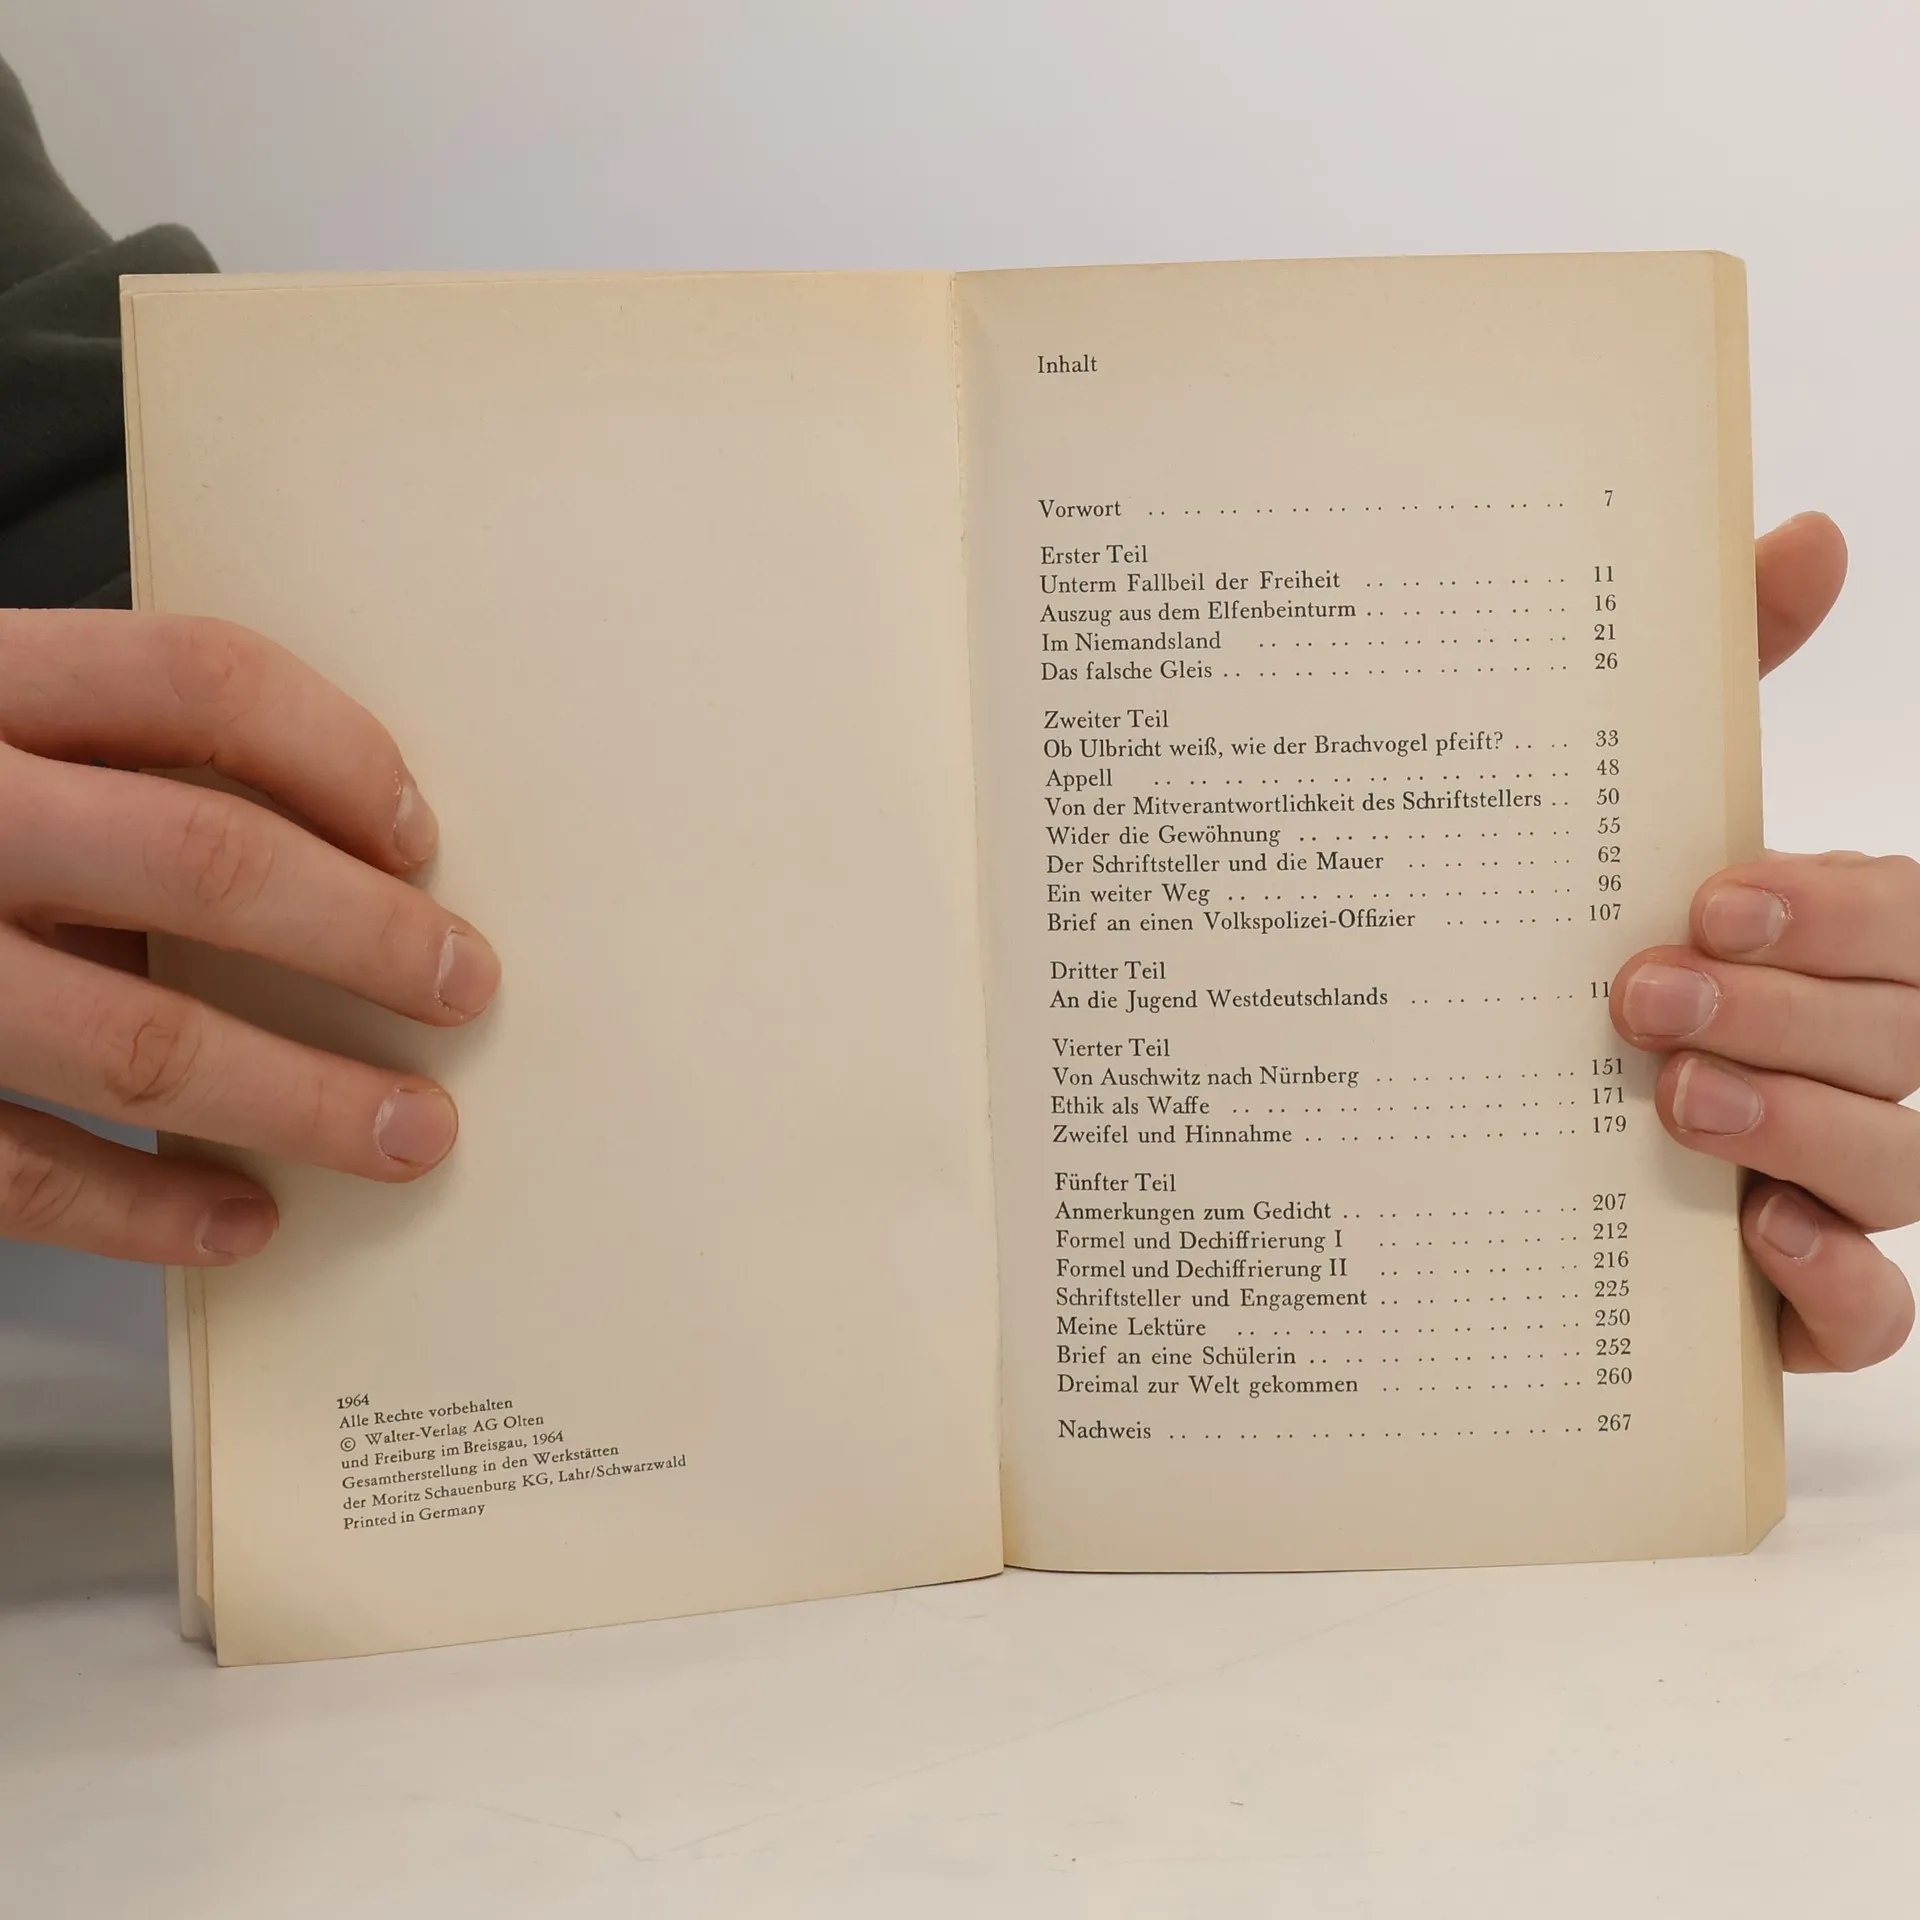 1964
Alle Rechte vorbehalten
© Walter-Verlag AG Olten
und Freiburg im Breisgau, 1964
Gesamtherstellung in den Werkstätten
der Moritz Schauenburg KG, Lahr/Schwarzwald
Printed in Germany
Inhalt
Vorwort .. .. .. .. .. .. .. .. .. .. .. .. 7
Erster Teil
Unterm Fallbeil der Freiheit .. .. .. .. .. .. 11
Auszug aus dem Elfenbeinturm .. .. .. .. .. .. 16
Im Niemandsland .. .. .. .. .. .. .. .. .. 21
Das falsche Gleis .. .. .. .. .. .. .. .. .. .. 26
Zweiter Teil
Ob Ulbricht weiß, wie der Brachvogel pfeift? .. .. 33
Appell .. .. .. .. .. .. .. .. .. .. .. .. 48
Von der Mitverantwortlichkeit des Schriftstellers .. 50
Wider die Gewöhnung .. .. .. .. .. .. .. .. 55
Der Schriftsteller und die Mauer .. .. .. .. .. 62
Ein weiter Weg .. .. .. .. .. .. .. .. .. .. 96
Brief an einen Volkspolizei-Offizier .. .. .. .. 107
Dritter Teil
An die Jugend Westdeutschlands .. .. .. .. .. 11
Vierter Teil
Von Auschwitz nach Nürnberg .. .. .. .. .. .. 151
Ethik als Waffe .. .. .. .. .. .. .. .. .. .. 171
Zweifel und Hinnahme .. .. .. .. .. .. .. .. 179
Fünfter Teil
Anmerkungen zum Gedicht .. .. .. .. .. .. .. 207
Formel und Dechiffrierung I .. .. .. .. .. .. 212
Formel und Dechiffrierung II .. .. .. .. .. .. 216
Schriftsteller und Engagement .. .. .. .. .. .. 225
Meine Lektüre .. .. .. .. .. .. .. .. .. .. 250
Brief an eine Schülerin .. .. .. .. .. .. .. .. 252
Dreimal zur Welt gekommen .. .. .. .. .. .. 260
Nachweis .. .. .. .. .. .. .. .. .. .. .. .. 267